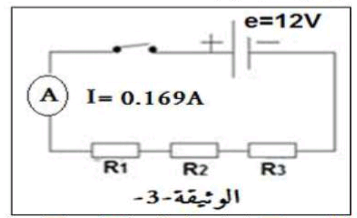 e=12V
+ −
A I= 0.169A
R1 R2 R3
الوثيقة-3-